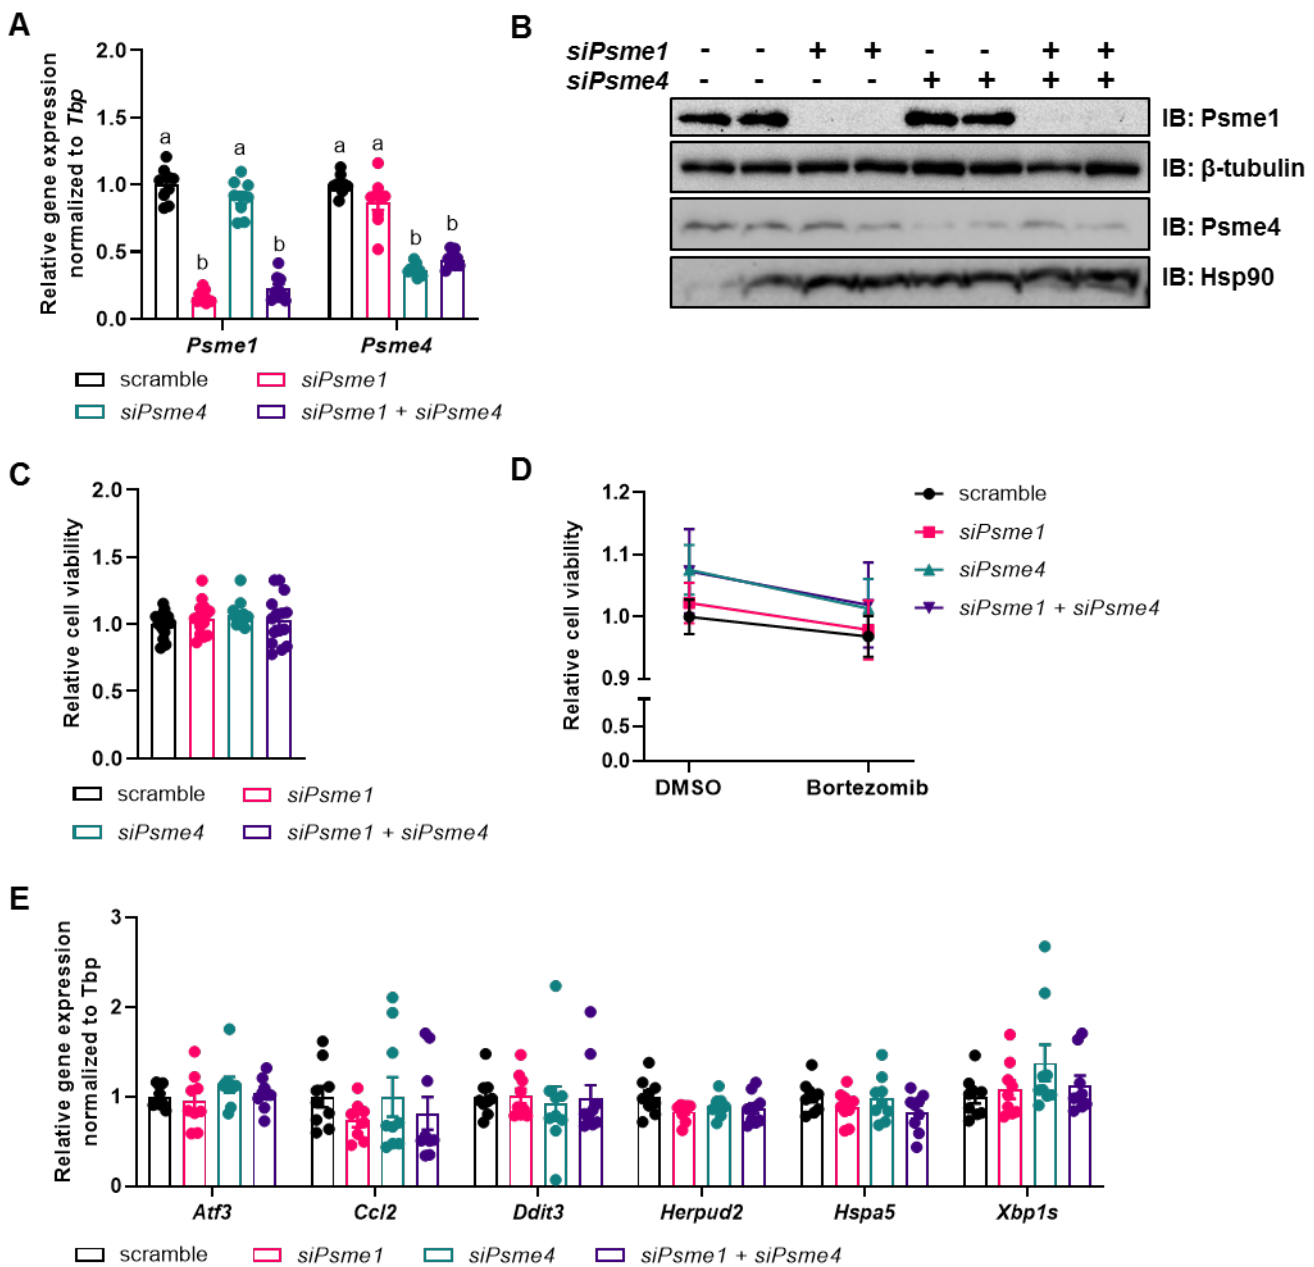 A
Relative gene expression
normalized to Tbp
2.0
1.5
1.0
0.5
0.0
a
b
a
b
a
a
b
b
Psme1
Psme4
scramble
siPsme1
siPsme4
siPsme1 + siPsme4
B
siPsme1 - - + + - - + +
siPsme4 - - - - + + + +
IB: Psme1
IB: β-tubulin
IB: Psme4
IB: Hsp90
C
Relative cell viability
2.0
1.5
1.0
0.5
0.0
scramble
siPsme1
siPsme4
siPsme1 + siPsme4
D
Relative cell viability
1.2
1.1
1.0
0.9
0.5
0.0
DMSO
Bortezomib
scramble
siPsme1
siPsme4
siPsme1 + siPsme4
E
Relative gene expression
normalized to Tbp
3
2
1
0
Atf3
Ccl2
Ddit3
Herpud2
Hspa5
Xbp1s
scramble
siPsme1
siPsme4
siPsme1 + siPsme4